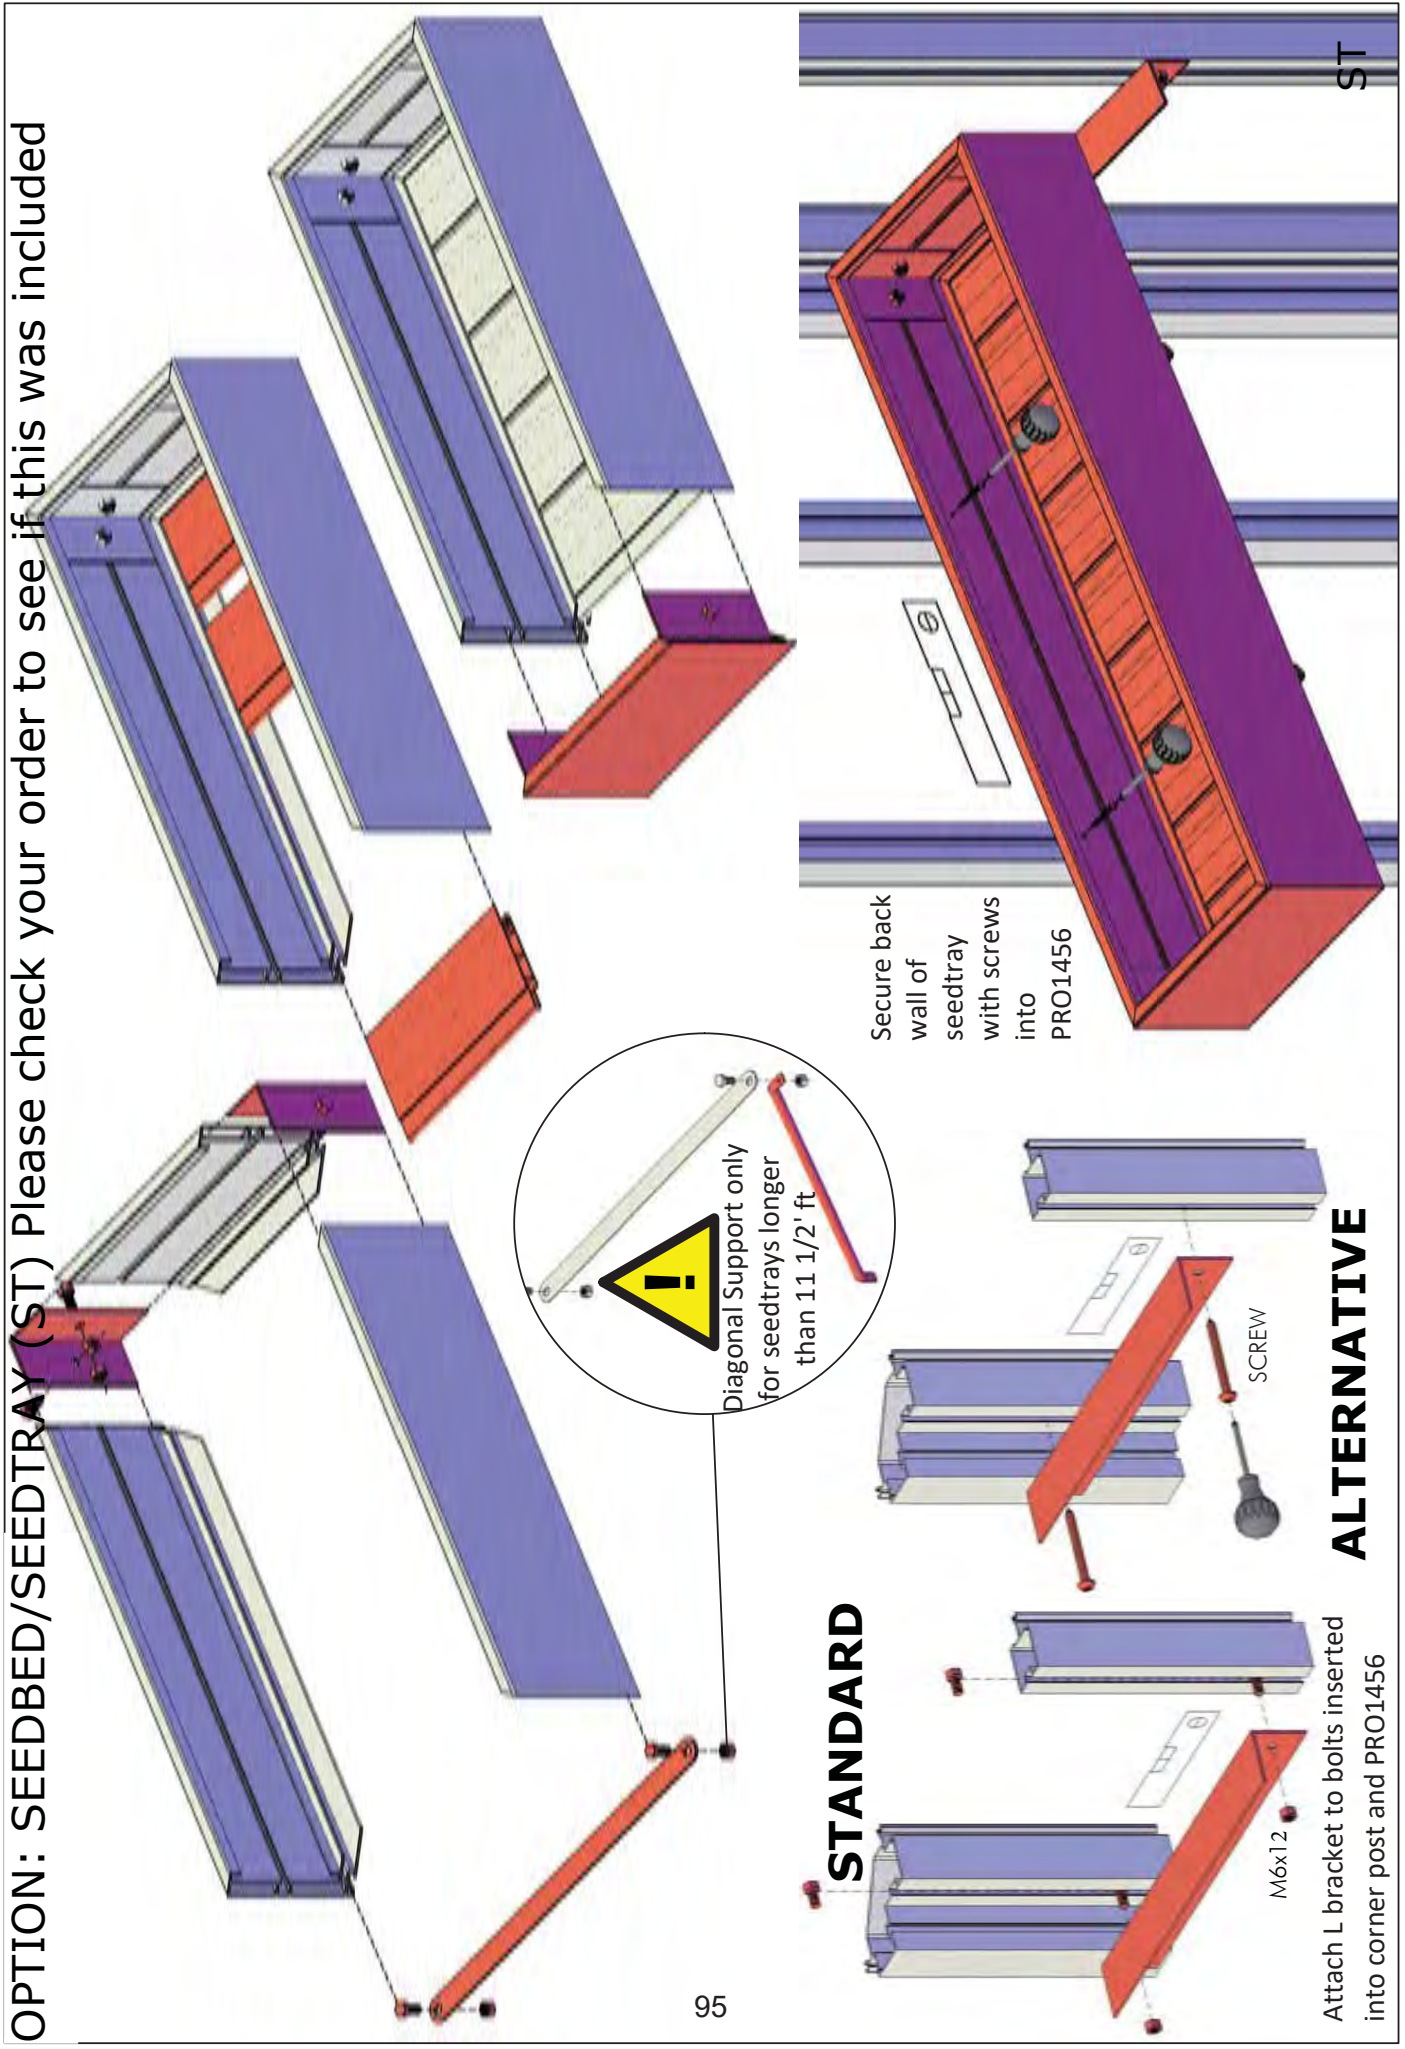 OPTION: SEEDBED/SEEDTRAY (ST) Please check your order to see if this was included
Diagonal Support only
for seedtrays longer
than 11 1/2' ft
!
STANDARD
M6x12
Attach L bracket to bolts inserted
into corner post and PRO1456
ALTERNATIVE
SCREW
Secure back
wall of
seedtray
with screws
into
PRO1456
ST
95